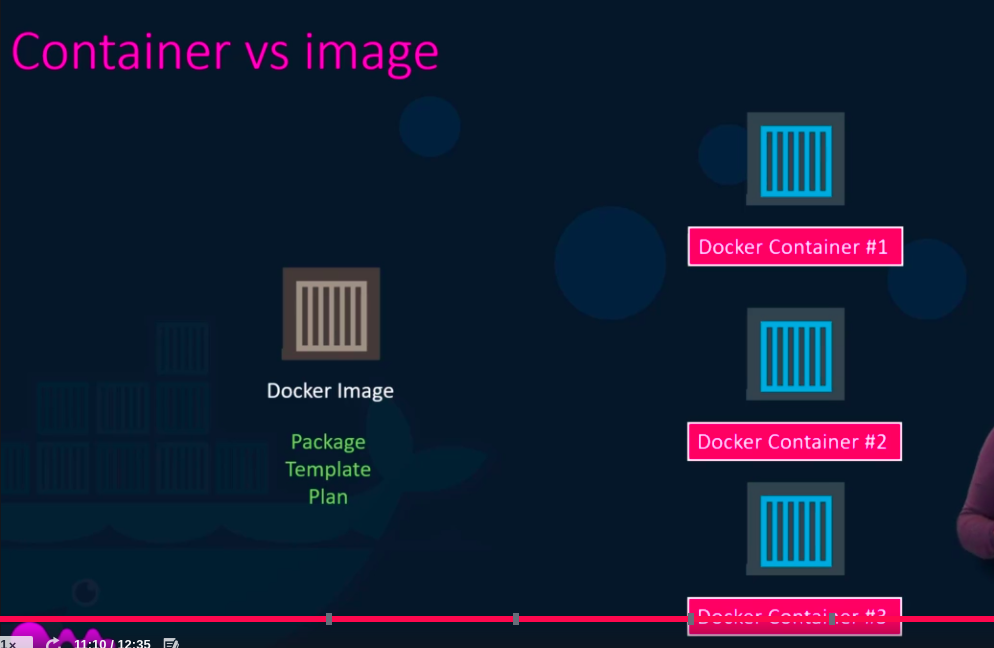 Container vs image
Docker Container #1
Docker Image
Package
Template
Plan
Docker Container #2
Docker Container #3
1×
11:10 / 12:35